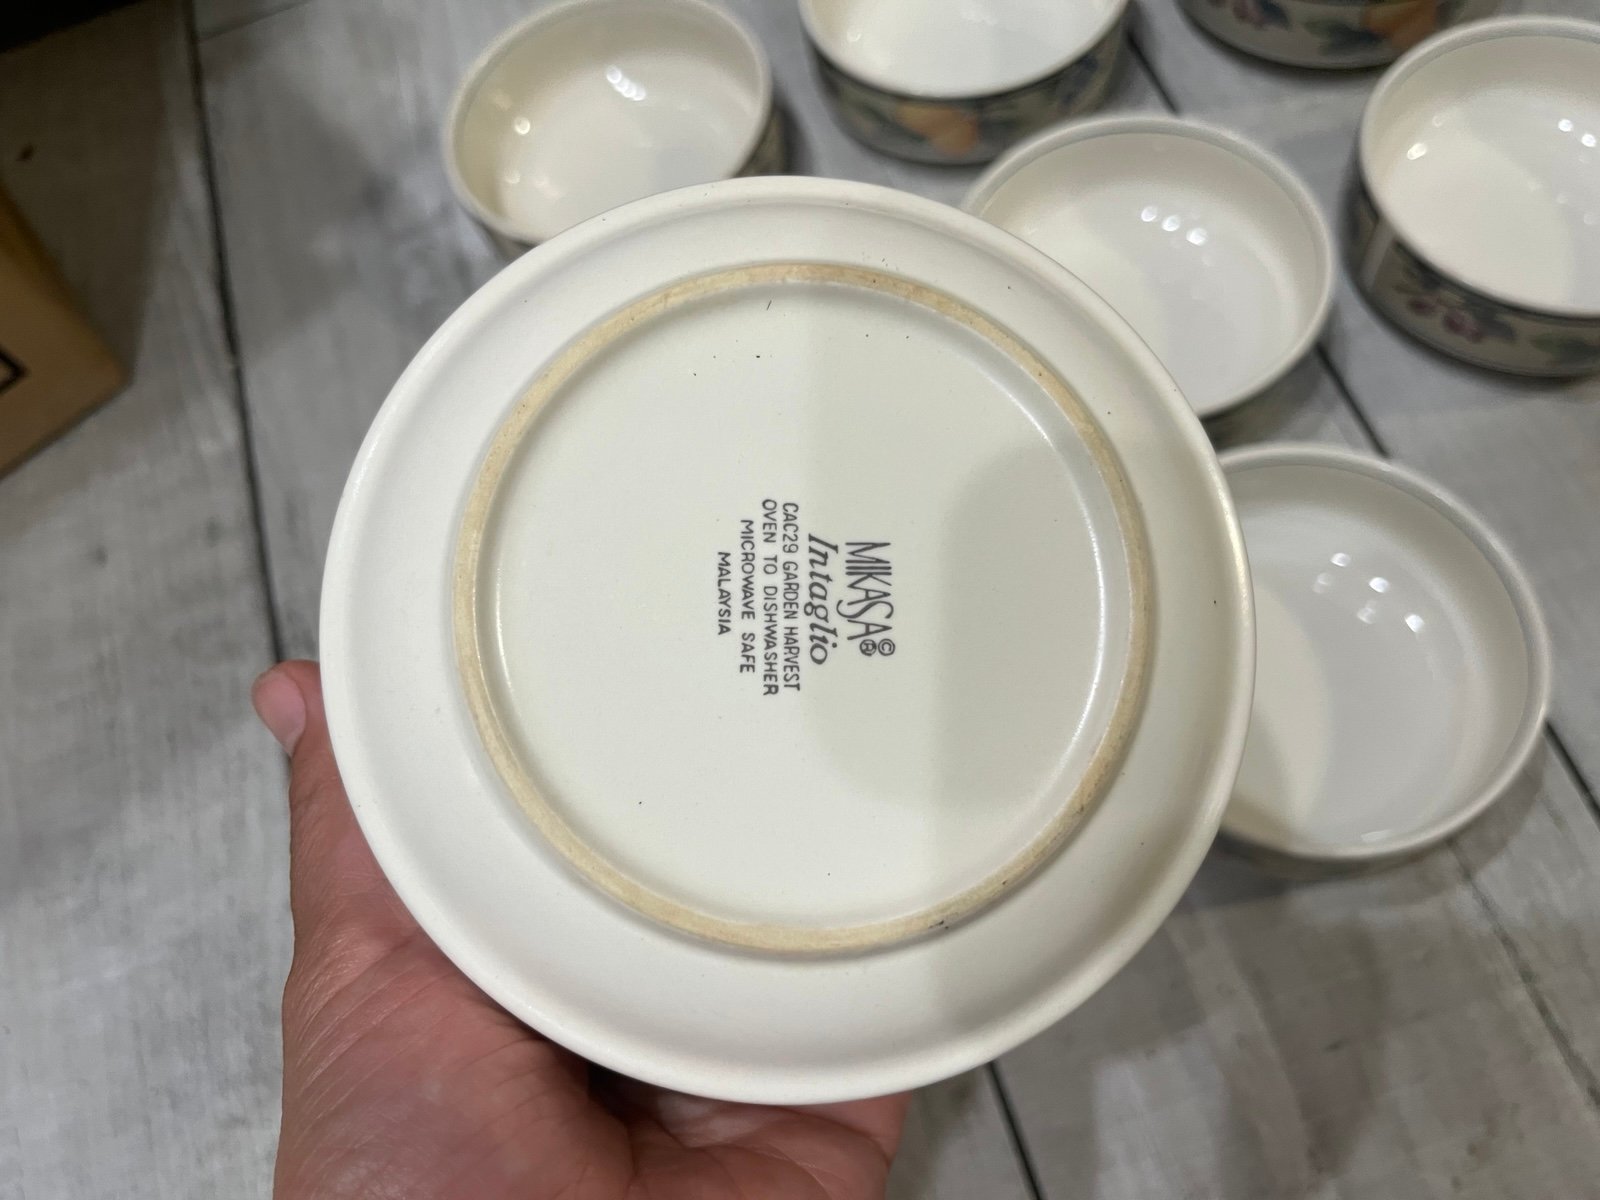 MIKASA©®
Intaglio
CAC29 GARDEN HARVEST
OVEN TO DISHWASHER
MICROWAVE SAFE
MALAYSIA